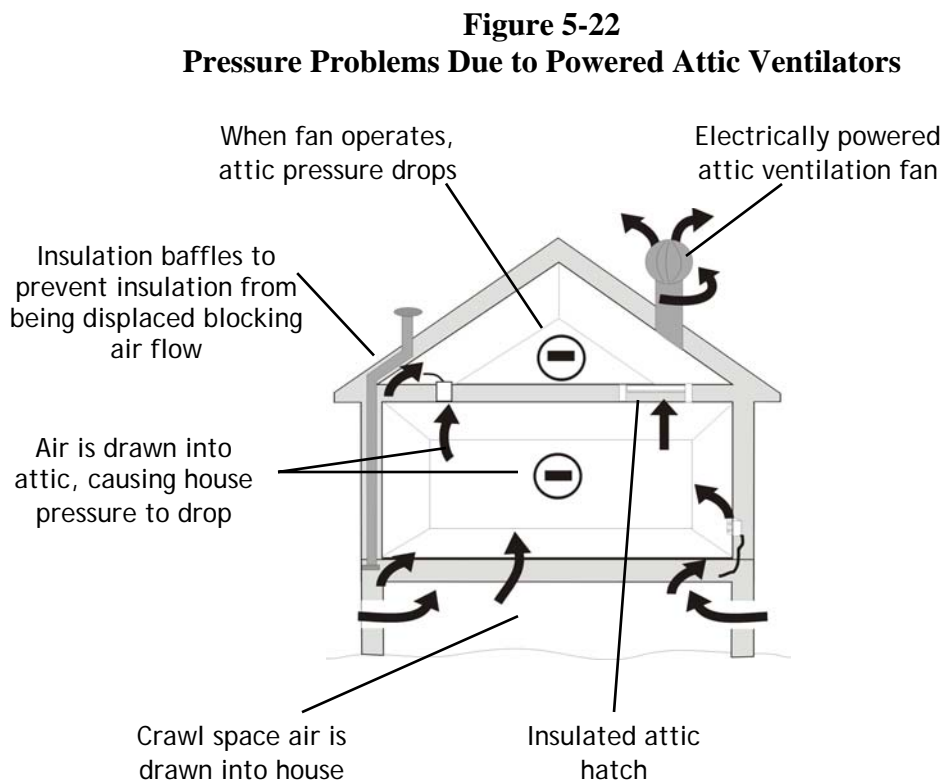 Figure 5-22
Pressure Problems Due to Powered Attic Ventilators
When fan operates,
attic pressure drops
Electrically powered
attic ventilation fan
Insulation baffles to
prevent insulation from
being displaced blocking
air flow
Air is drawn into
attic, causing house
pressure to drop
Crawl space air is
drawn into house
Insulated attic
hatch